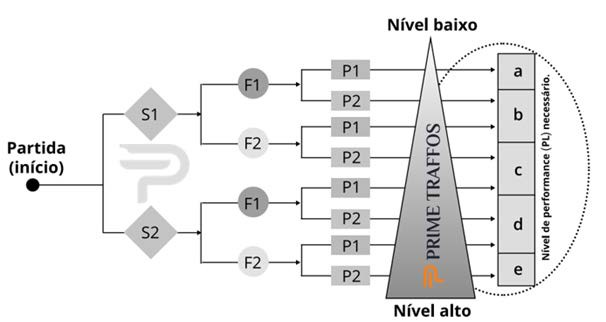 Nível baixo
Partida
(início)
S1
F1
P1
P2
F2
P1
P2
S2
F1
P1
P2
F2
P1
P2
PRIME TRAFFOS
a
b
c
d
e
Nível de performance (PL) necessário.
Nível alto